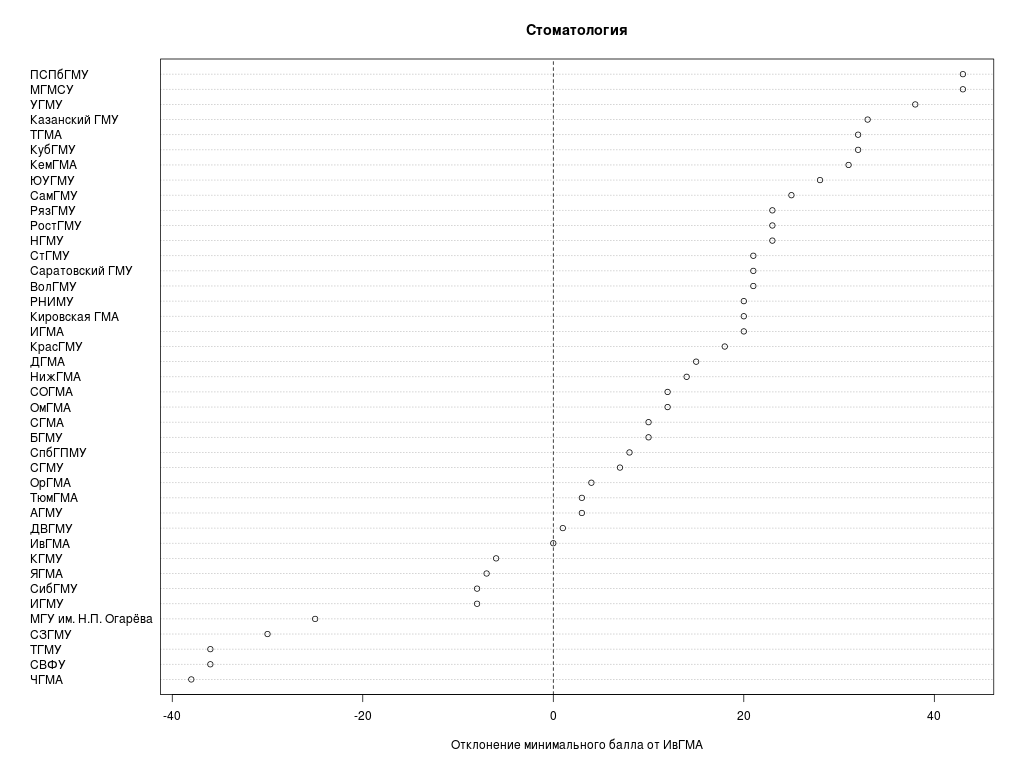 Стоматология
ПСПбГМУ
МГМСУ
УГМУ
Казанский ГМУ
ТГМА
КубГМУ
КемГМА
ЮУГМУ
СамГМУ
РязГМУ
РостГМУ
НГМУ
СтГМУ
Саратовский ГМУ
ВолГМУ
РНИМУ
Кировская ГМА
ИГМА
КрасГМУ
ДГМА
НижГМА
СОГМА
ОмГМА
СГМА
БГМУ
СпбГПМУ
СГМУ
ОрГМА
ТюмГМА
АГМУ
ДВГМУ
ИвГМА
КГМУ
ЯГМА
СибГМУ
ИГМУ
МГУ им. Н.П. Огарёва
СЗГМУ
ТГМУ
СВФУ
ЧГМА
-40 -20 0 20 40
Отклонение минимального балла от ИвГМА